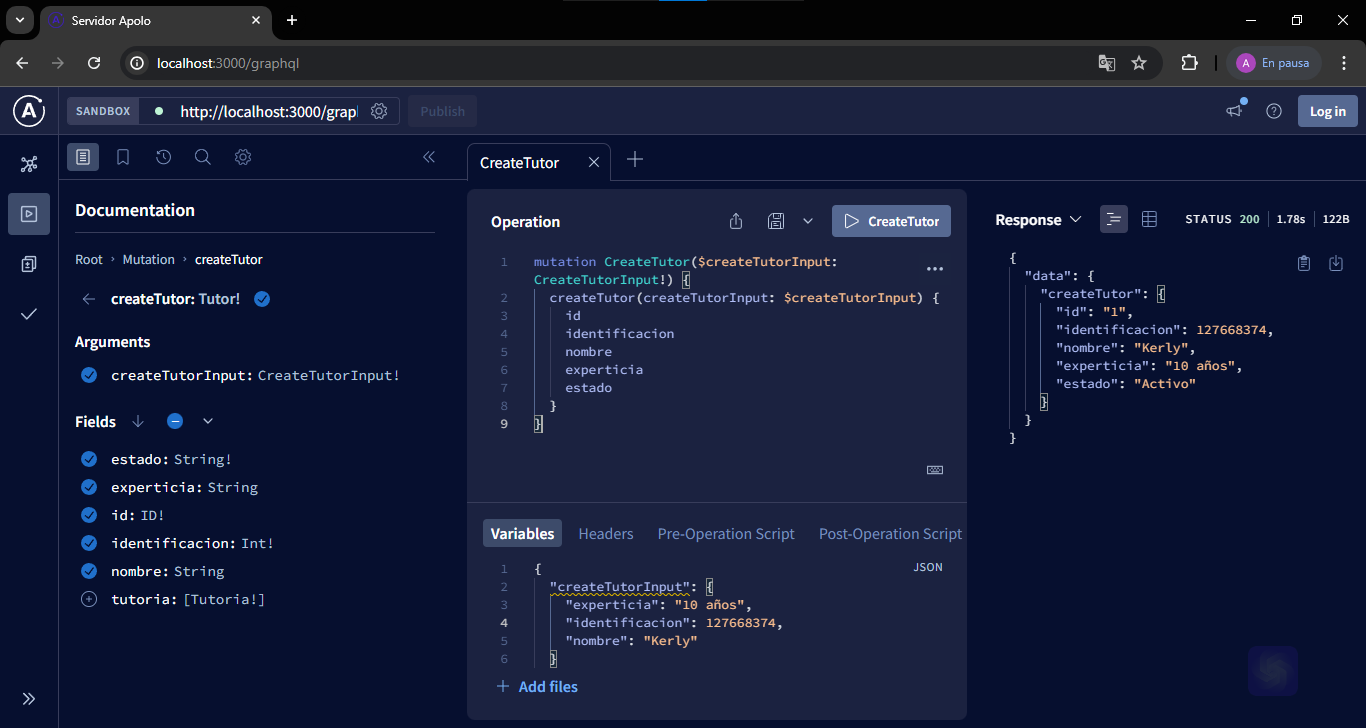 Servidor Apolo
localhost:3000/graphql
A En pausa
SANDBOX http://localhost:3000/grap Publish Log in
Documentation
Root › Mutation › createTutor
createTutor: Tutor!
Arguments
createTutorInput: CreateTutorInput!
Fields
estado: String!
experticia: String
id: ID!
identificacion: Int!
nombre: String
tutoria: [Tutoria!]
CreateTutor
Operation
CreateTutor
1 mutation CreateTutor($createTutorInput:
CreateTutorInput!) {
2 createTutor(createTutorInput: $createTutorInput) {
3 id
4 identificacion
5 nombre
6 experticia
7 estado
8 }
9 }
Variables Headers Pre-Operation Script Post-Operation Script
JSON
1 {
2 "createTutorInput": {
3 "experticia": "10 años",
4 "identificacion": 127668374,
5 "nombre": "Kerly"
6 }
Add files
Response STATUS 200 1.78s 122B
{
"data": {
"createTutor": {
"id": "1",
"identificacion": 127668374,
"nombre": "Kerly",
"experticia": "10 años",
"estado": "Activo"
}
}
}